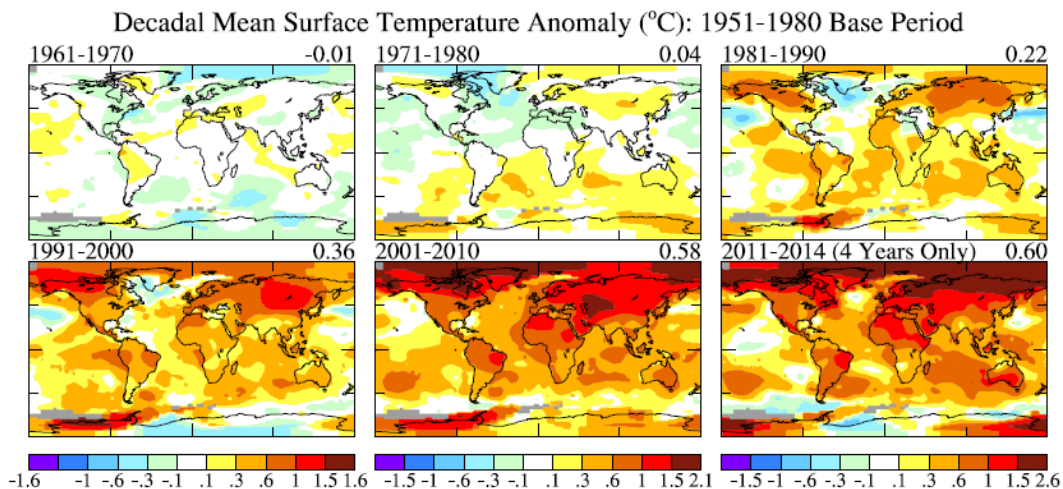 Decadal Mean Surface Temperature Anomaly (°C): 1951-1980 Base Period
1961-1970 -0.01
1971-1980 0.04
1981-1990 0.22
1991-2000 0.36
2001-2010 0.58
2011-2014 (4 Years Only) 0.60
-1.6 -1 -.6 -.3 -.1 .1 .3 .6 1 1.5 1.6
-1.5 -1 -.6 -.3 -.1 .1 .3 .6 1 1.5 2.1
-1.5 -1 -.6 -.3 -.1 .1 .3 .6 1 1.5 2.6